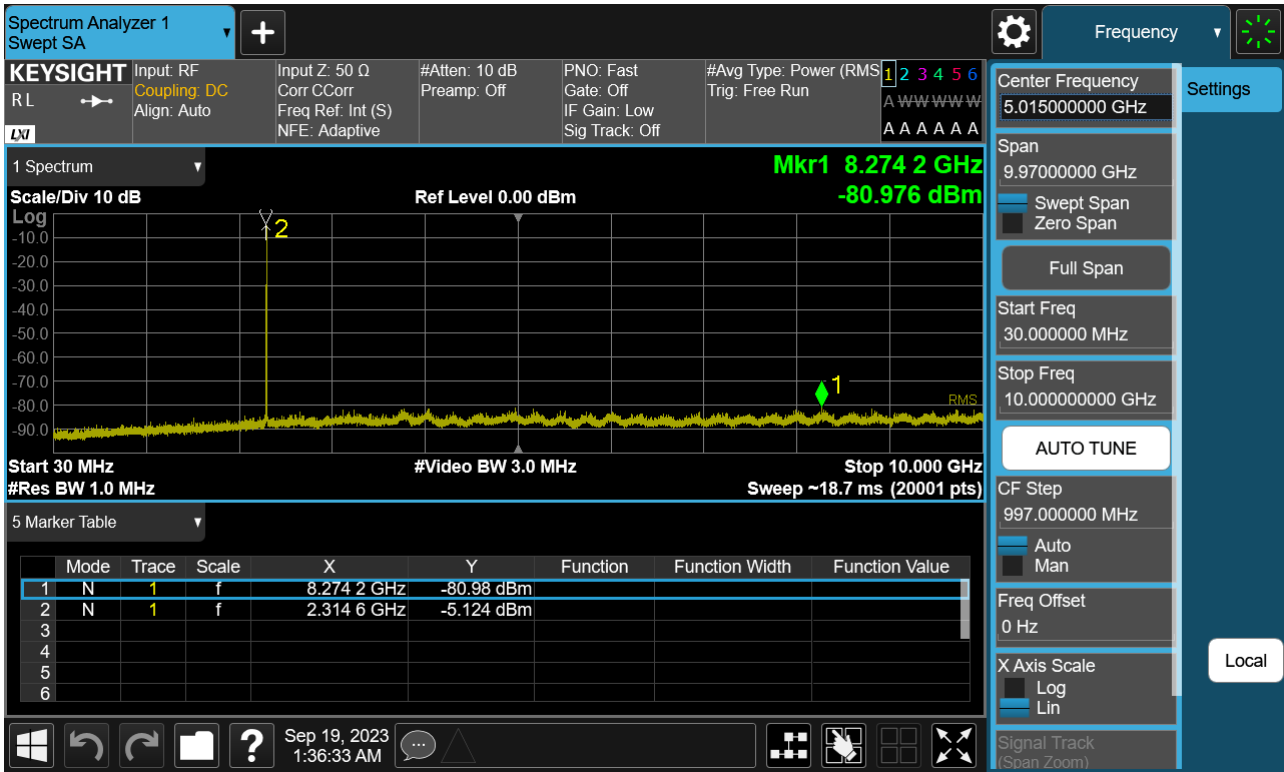 Spectrum Analyzer 1
Swept SA
Frequency
KEYSIGHT
R L
LXI
Input: RF
Coupling: DC
Align: Auto
Input Z: 50 Ω
Corr CCorr
Freq Ref: Int (S)
NFE: Adaptive
#Atten: 10 dB
Preamp: Off
PNO: Fast
Gate: Off
IF Gain: Low
Sig Track: Off
#Avg Type: Power (RMS
Trig: Free Run
1 2 3 4 5 6
A W W W W W
A A A A A A
1 Spectrum
Mkr1 8.274 2 GHz
-80.976 dBm
Scale/Div 10 dB
Ref Level 0.00 dBm
Log
-10.0
-20.0
-30.0
-40.0
-50.0
-60.0
-70.0
-80.0
-90.0
2
1
RMS
Start 30 MHz
#Video BW 3.0 MHz
Stop 10.000 GHz
#Res BW 1.0 MHz
Sweep ~18.7 ms (20001 pts)
5 Marker Table
Mode Trace Scale X Y Function Function Width Function Value
1 N 1 f 8.274 2 GHz -80.98 dBm
2 N 1 f 2.314 6 GHz -5.124 dBm
3
4
5
6
Center Frequency
5.015000000 GHz
Span
9.97000000 GHz
Swept Span
Zero Span
Full Span
Start Freq
30.000000 MHz
Stop Freq
10.000000000 GHz
AUTO TUNE
CF Step
997.000000 MHz
Auto
Man
Freq Offset
0 Hz
X Axis Scale
Log
Lin
Signal Track
(Span Zoom)
Settings
Local
?
Sep 19, 2023
1:36:33 AM